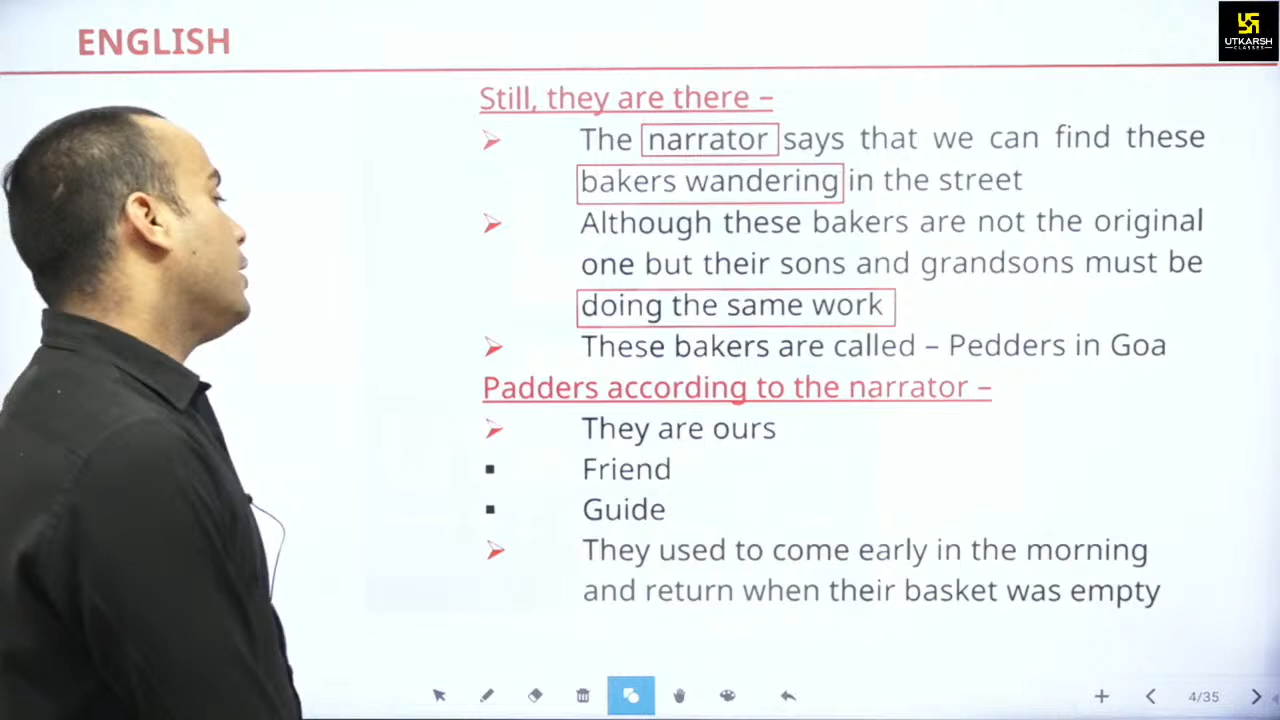 ENGLISH
UTKARSH
CLASSES
Still, they are there –
The narrator says that we can find these
bakers wandering in the street
Although these bakers are not the original
one but their sons and grandsons must be
doing the same work
These bakers are called – Pedders in Goa
Padders according to the narrator –
They are ours
Friend
Guide
They used to come early in the morning
and return when their basket was empty
4/35